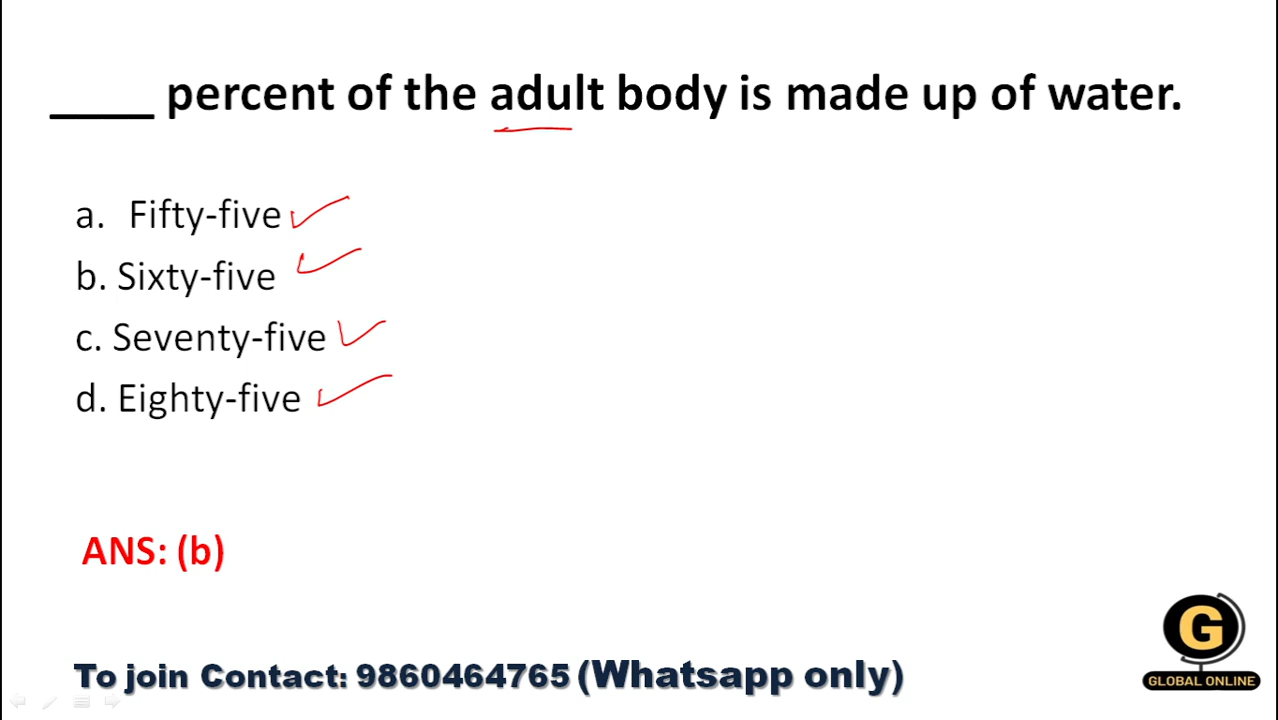 ____ percent of the adult body is made up of water.
a. Fifty-five
b. Sixty-five
c. Seventy-five
d. Eighty-five
ANS: (b)
To join Contact: 9860464765 (Whatsapp only)
G
GLOBAL ONLINE